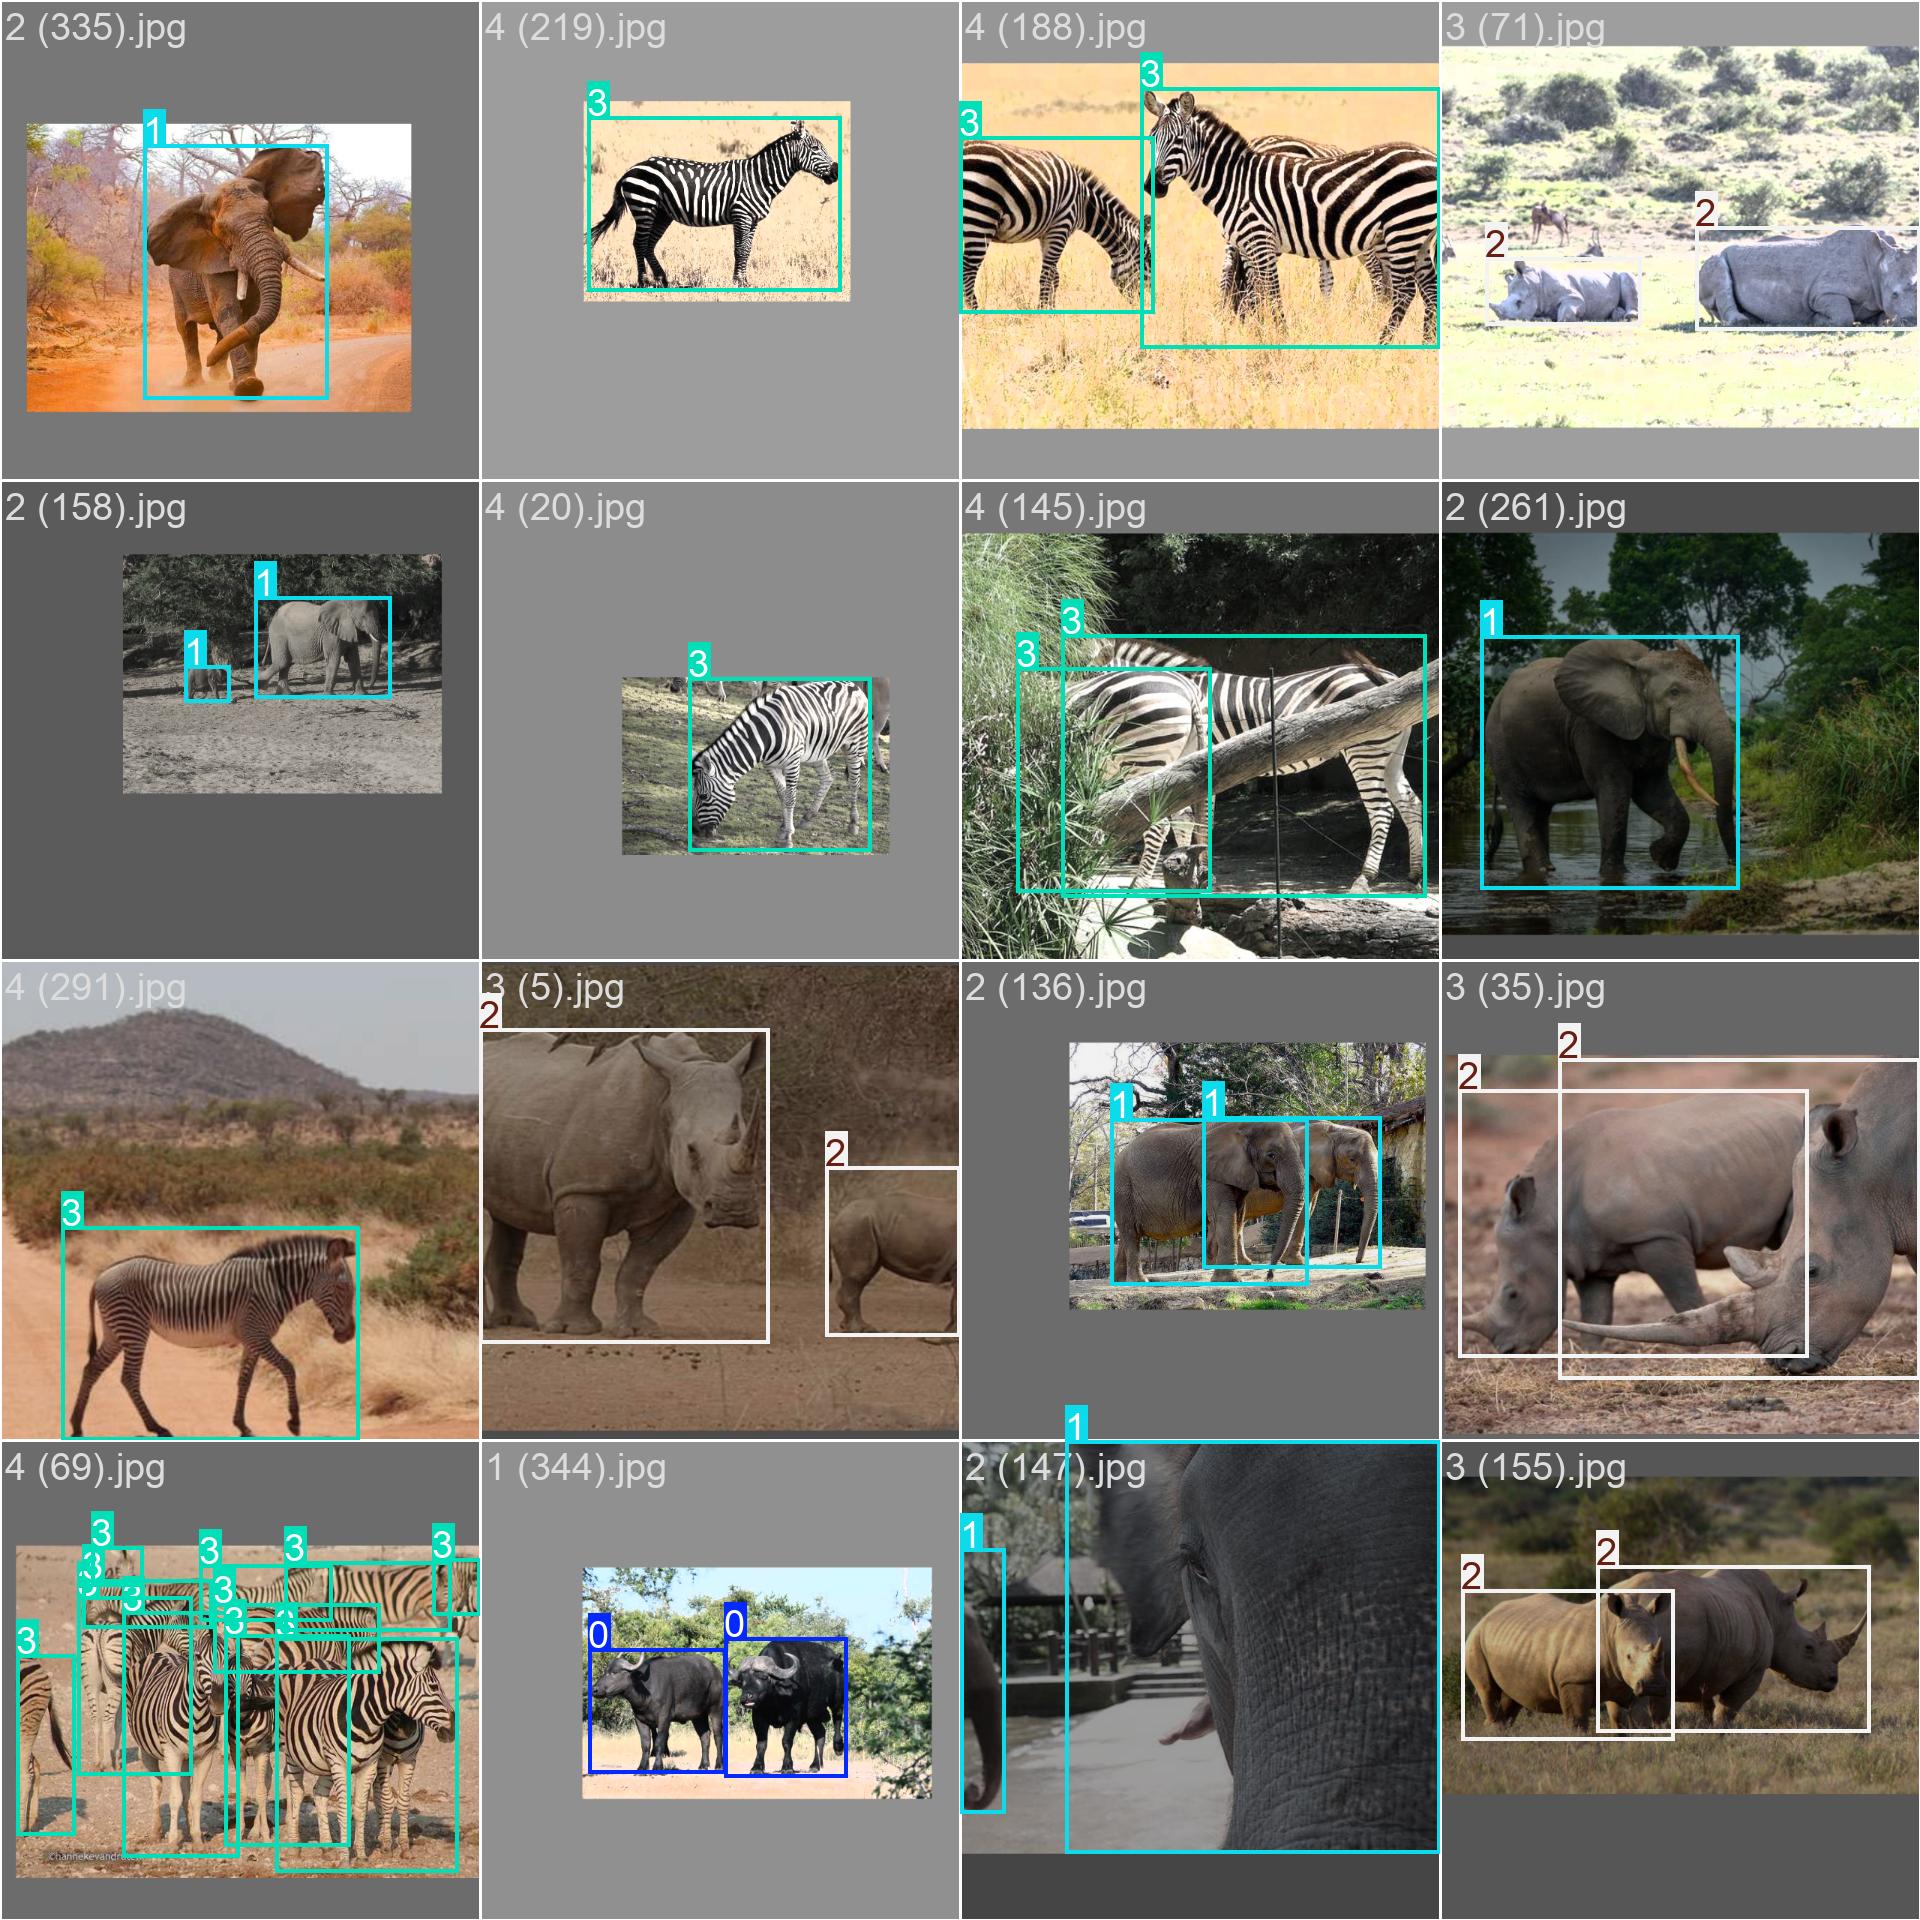 2 (335).jpg
4 (219).jpg
4 (188).jpg
3 (71).jpg
1
3
3
3
2
2
2 (158).jpg
4 (20).jpg
4 (145).jpg
2 (261).jpg
1
1
3
3
3
1
4 (291).jpg
3 (5).jpg
2 (136).jpg
3 (35).jpg
3
2
2
1
1
2
2
4 (69).jpg
1 (344).jpg
2 (147).jpg
3 (155).jpg
3
3
3
3
3
3
3
3
3
3
0
0
1
1
2
2